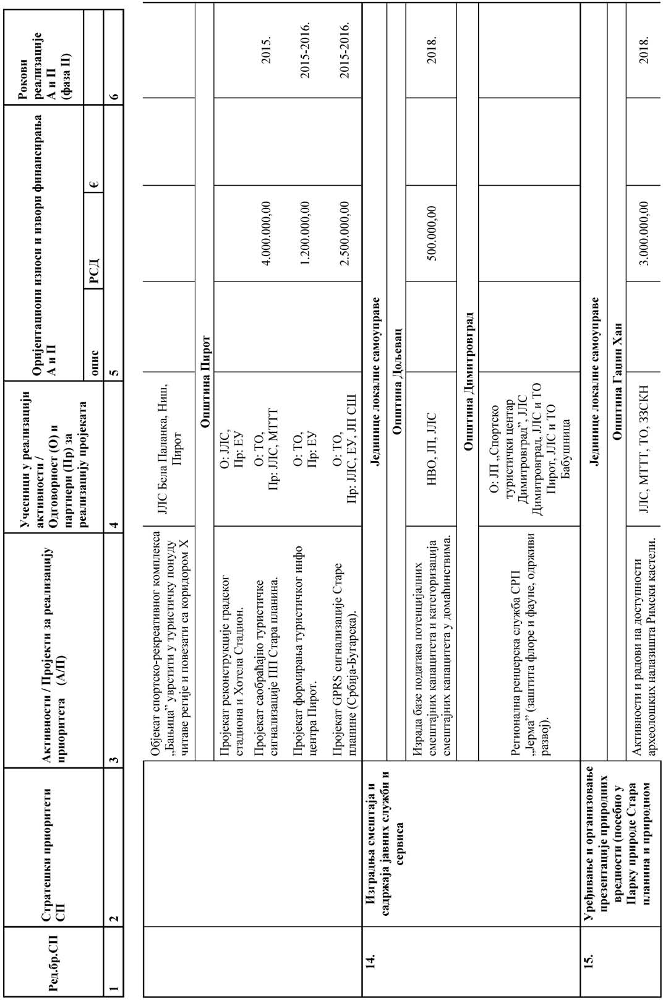 Ред.бр.СП
Стратешки приоритети
СП
Активности / Пројекти за реализацију
приоритета (А/П)
Учесници у реализацији
активности /
Одговорност (О) и
партнери (Пр) за
реализацију пројеката
Оријентациони износи и извори финансирања
А и П
опис
РСД
€
Рокови
реализације
А и П
(фаза II)
1
2
3
4
5
6
Објекат спортско-рекреативног комплекса
„Бањица” уврстити у туристичку понуду
читаве регије и повезати са коридором X
ЈЛС Бела Паланка, Ниш,
Пирот
Општина Пирот
Пројекат реконструкције градског
стадиона и Хотела Стадион.
О: ЈЛС,
Пр: ЕУ
Пројекат саобраћајно туристичке
сигнализације ПП Стара планина.
О: ТО,
Пр: ЈЛС, МТТТ
4.000.000,00
2015.
Пројекат формирања туристичког инфо
центра Пирот.
О: ТО,
Пр: ЕУ
1.200.000,00
2015-2016.
Пројекат GPRS сигнализације Старе
планине (Србија-Бугарска).
О: ТО,
Пр: ЈЛС, ЕУ, ЈП СШ
2.500.000,00
2015-2016.
14.
Изградња смештаја и
садржаја јавних служби и
сервиса
Јединице локалне самоуправе
Општина Дољевац
Израда базе података потенцијалних
смештајних капацитета и категоризација
смештајних капацитета у домаћинствима.
НВО, ЈП, ЈЛС
500.000,00
2018.
Општина Димитровград
Регионална ренџерска служба СРП
„Јерма” (заштита флоре и фауне, одрживи
развој).
О: ЈП „Спортско
туристички центар
Димитровград”, ЈЛС
Димитровград, ЈЛС и ТО
Пирот, ЈЛС и ТО
Бабушница
15.
Уређивање и организовање
презентације природних
вредности (посебно у
Парку природе Стара
планина и природном
Јединице локалне самоуправе
Општина Гаџин Хан
Активности и радови на доступности
археолошких налазишта Римски кастели.
ЈЛС, МТТТ, ТО, ЗЗСКН
3.000.000,00
2018.